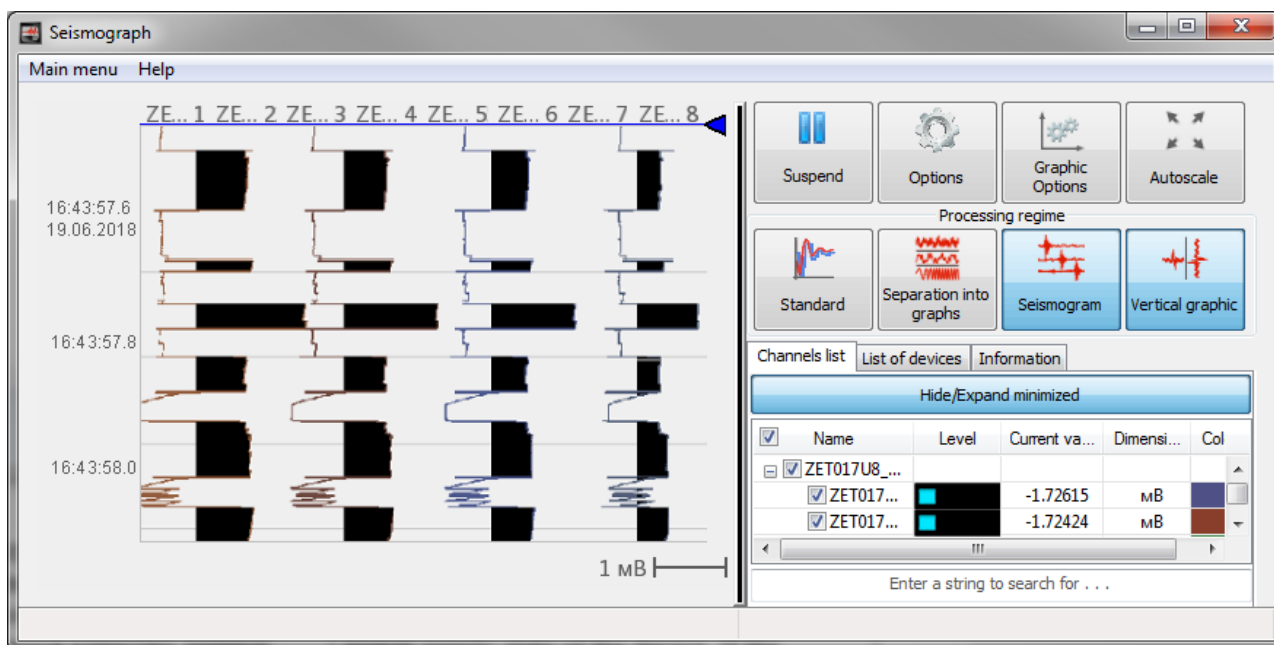 Seismograph
Main menu Help
ZE... 1 ZE... 2 ZE... 3 ZE... 4 ZE... 5 ZE... 6 ZE... 7 ZE... 8
16:43:57.6
19.06.2018
16:43:57.8
16:43:58.0
1 мВ
Suspend
Options
Graphic
Options
Autoscale
Processing regime
Standard
Separation into
graphs
Seismogram
Vertical graphic
Channels list List of devices Information
Hide/Expand minimized
Name Level Current va... Dimensi... Col
ZET017U8_...
ZET017... -1.72615 мВ
ZET017... -1.72424 мВ
Enter a string to search for . . .